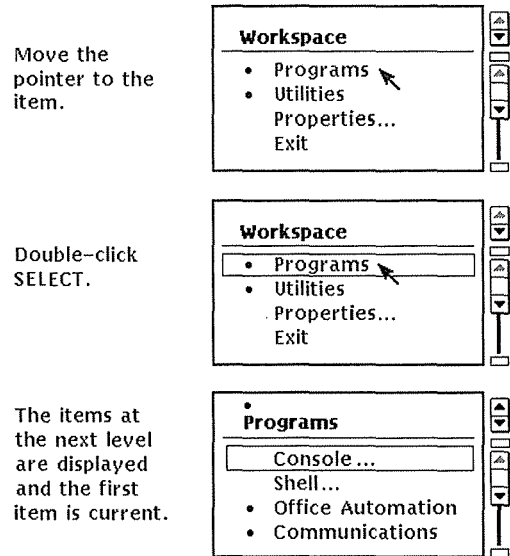 Move the
pointer to the
item.
Workspace
• Programs
• Utilities
Properties...
Exit
Double-click
SELECT.
Workspace
• Programs
• Utilities
Properties...
Exit
The items at
the next level
are displayed
and the first
item is current.
•
Programs
Console...
Shell...
• Office Automation
• Communications